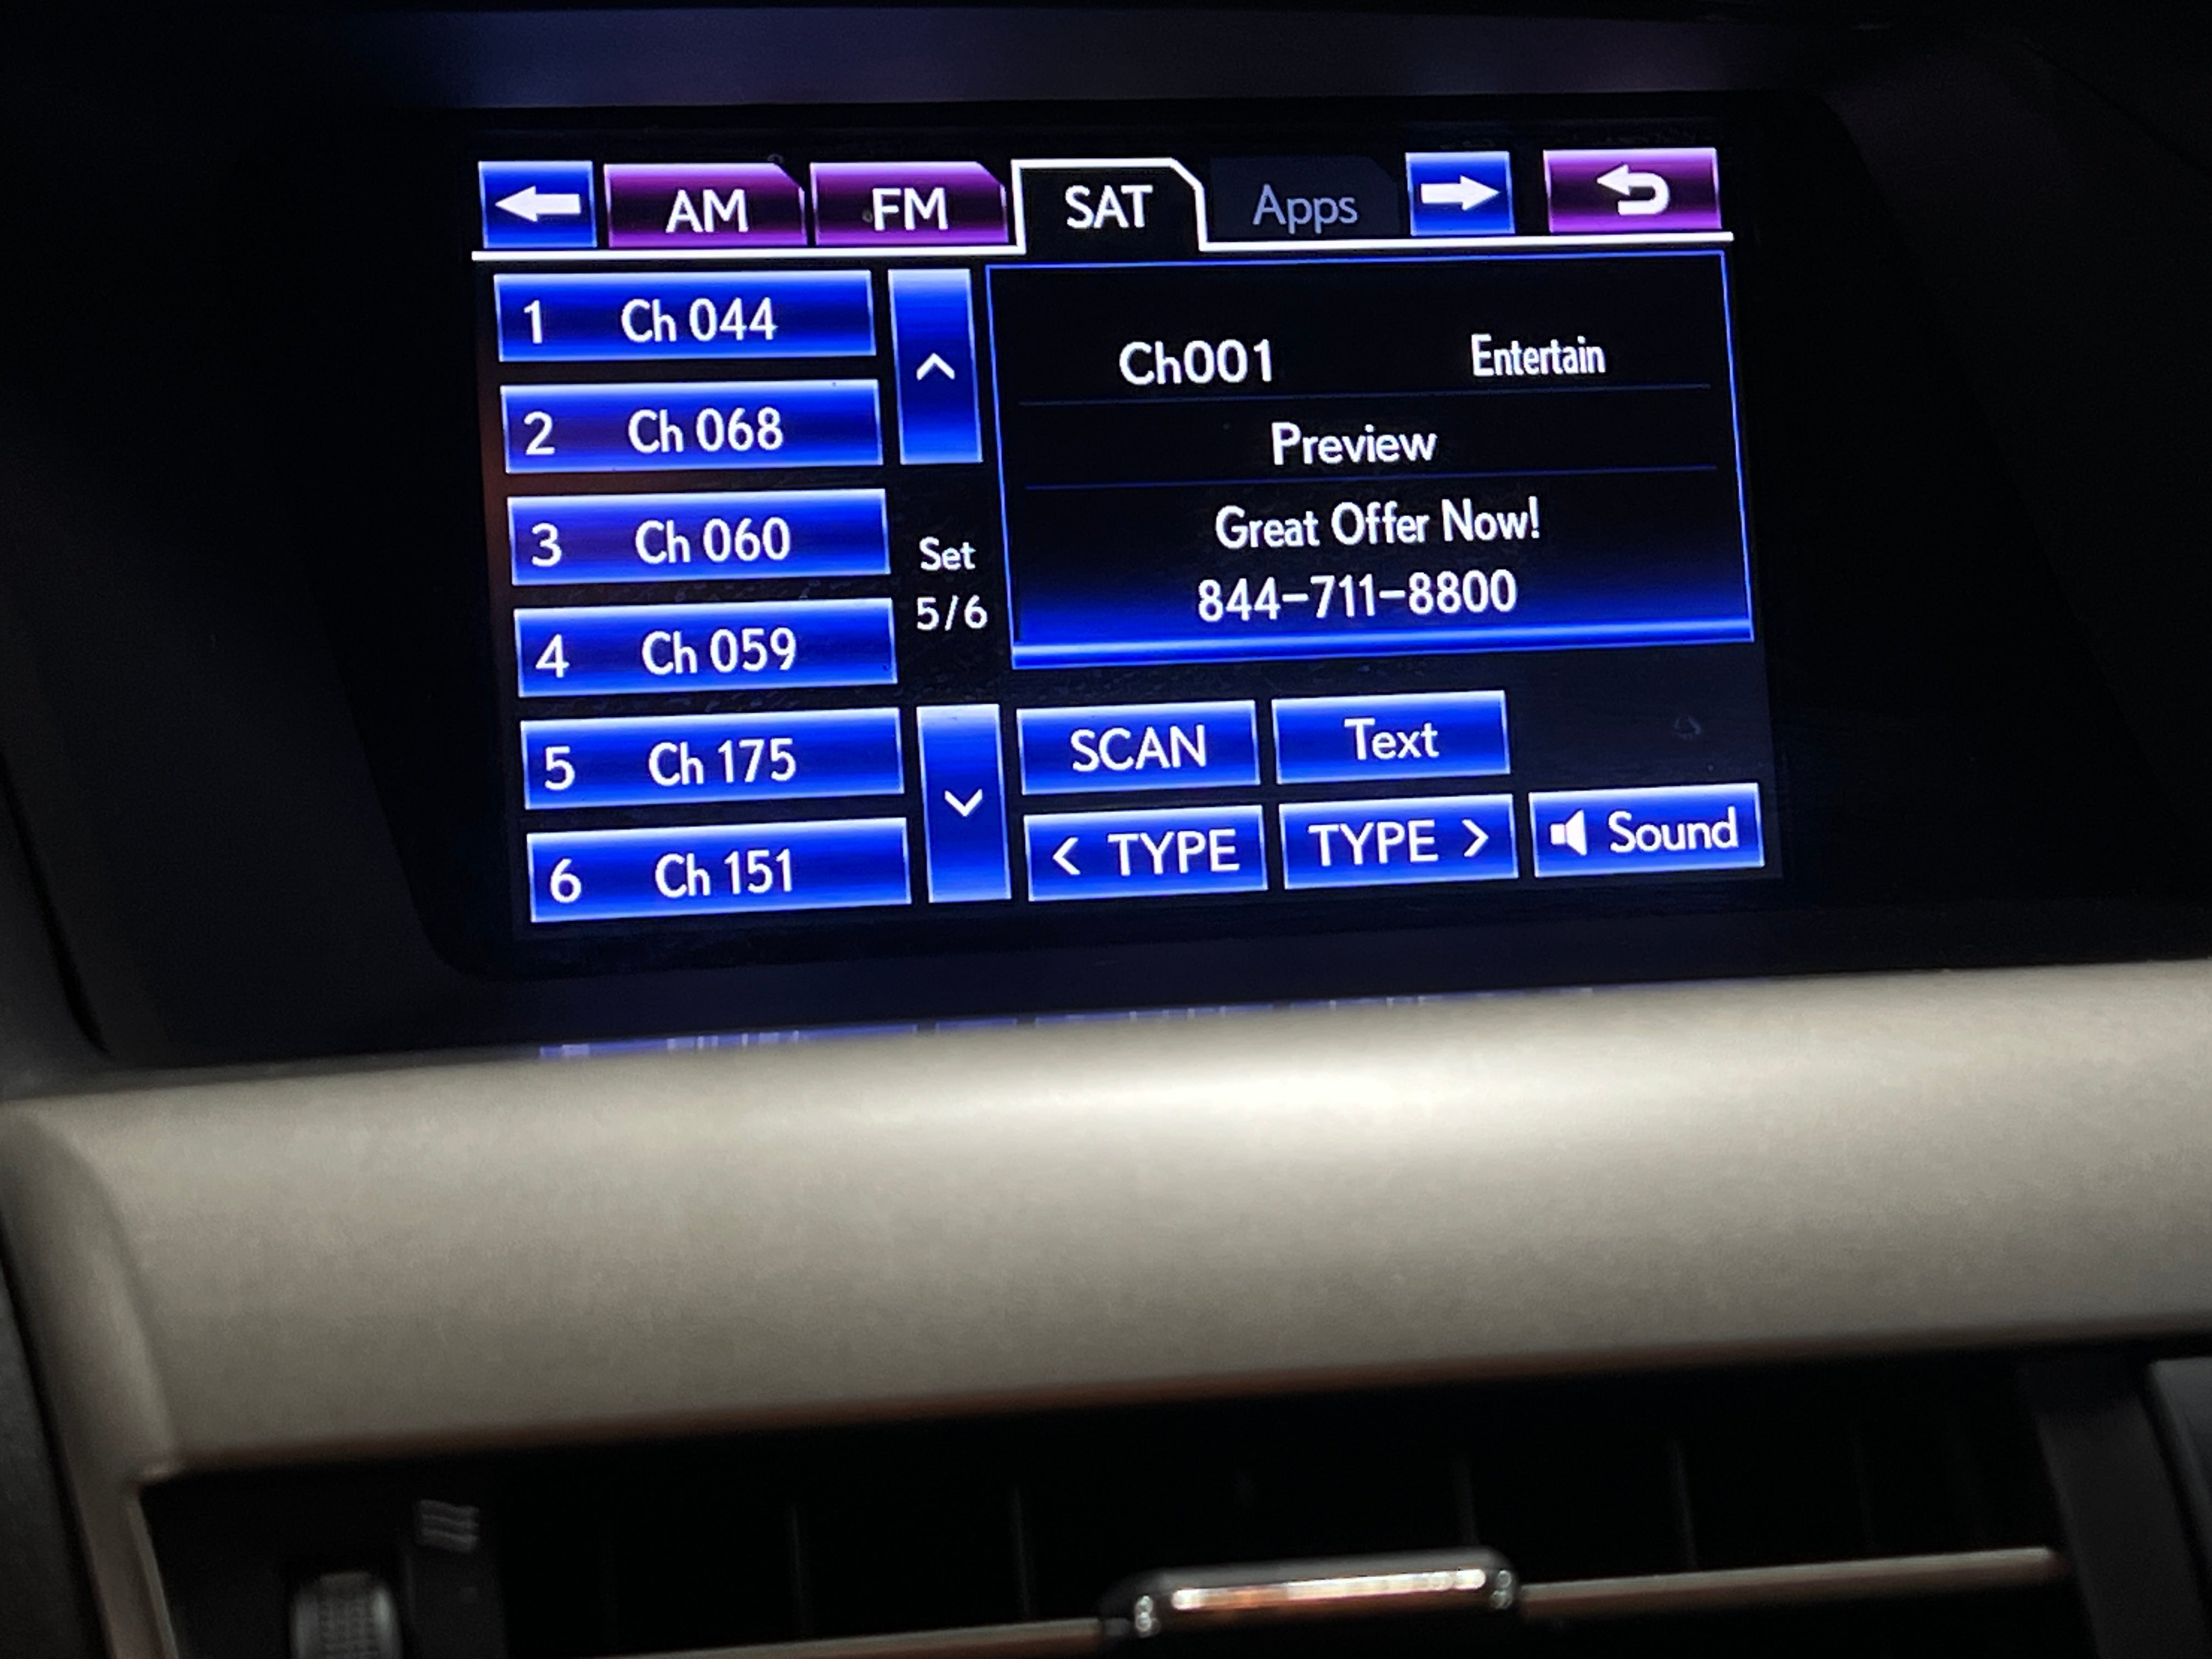 AM
FM
SAT
Apps
1 Ch 044
2 Ch 068
3 Ch 060
4 Ch 059
5 Ch 175
6 Ch 151
Set
5/6
Ch001 Entertain
Preview
Great Offer Now!
844-711-8800
SCAN
Text
< TYPE
TYPE >
Sound